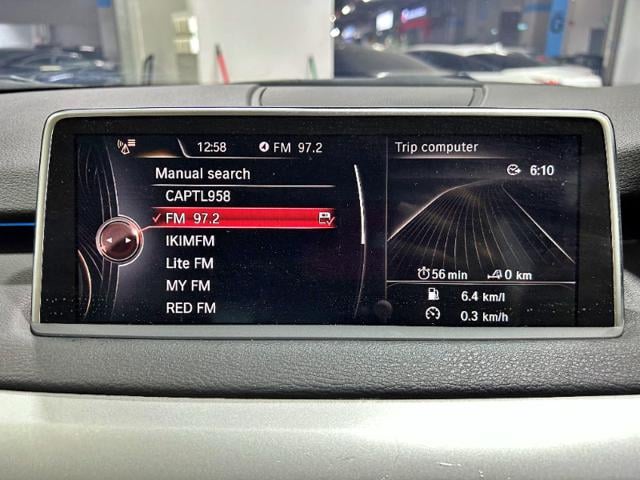 12:58
FM 97.2
Manual search
CAPTL958
FM 97.2
IKIMFM
Lite FM
MY FM
RED FM
Trip computer
6:10
56 min
0 km
6.4 km/l
0.3 km/h
G